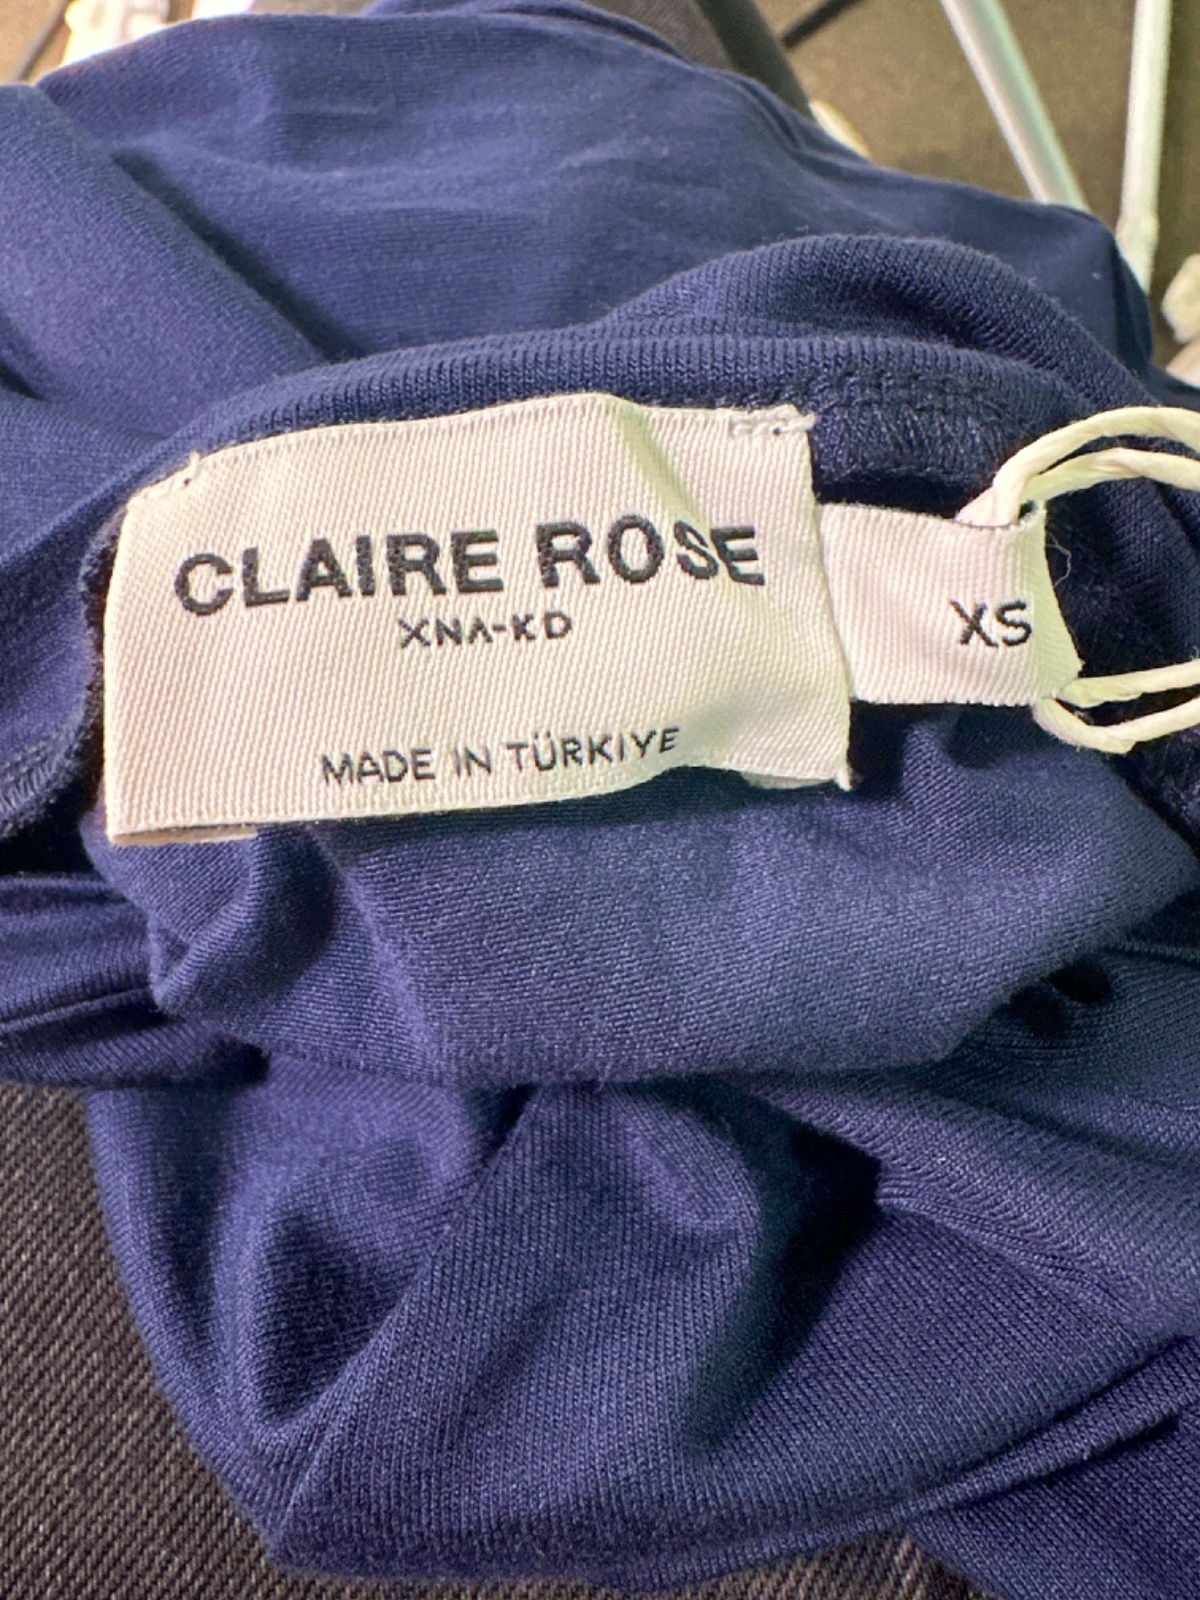 CLAIRE ROSE
XNA-KD
MADE IN TÜRKIYE
XS